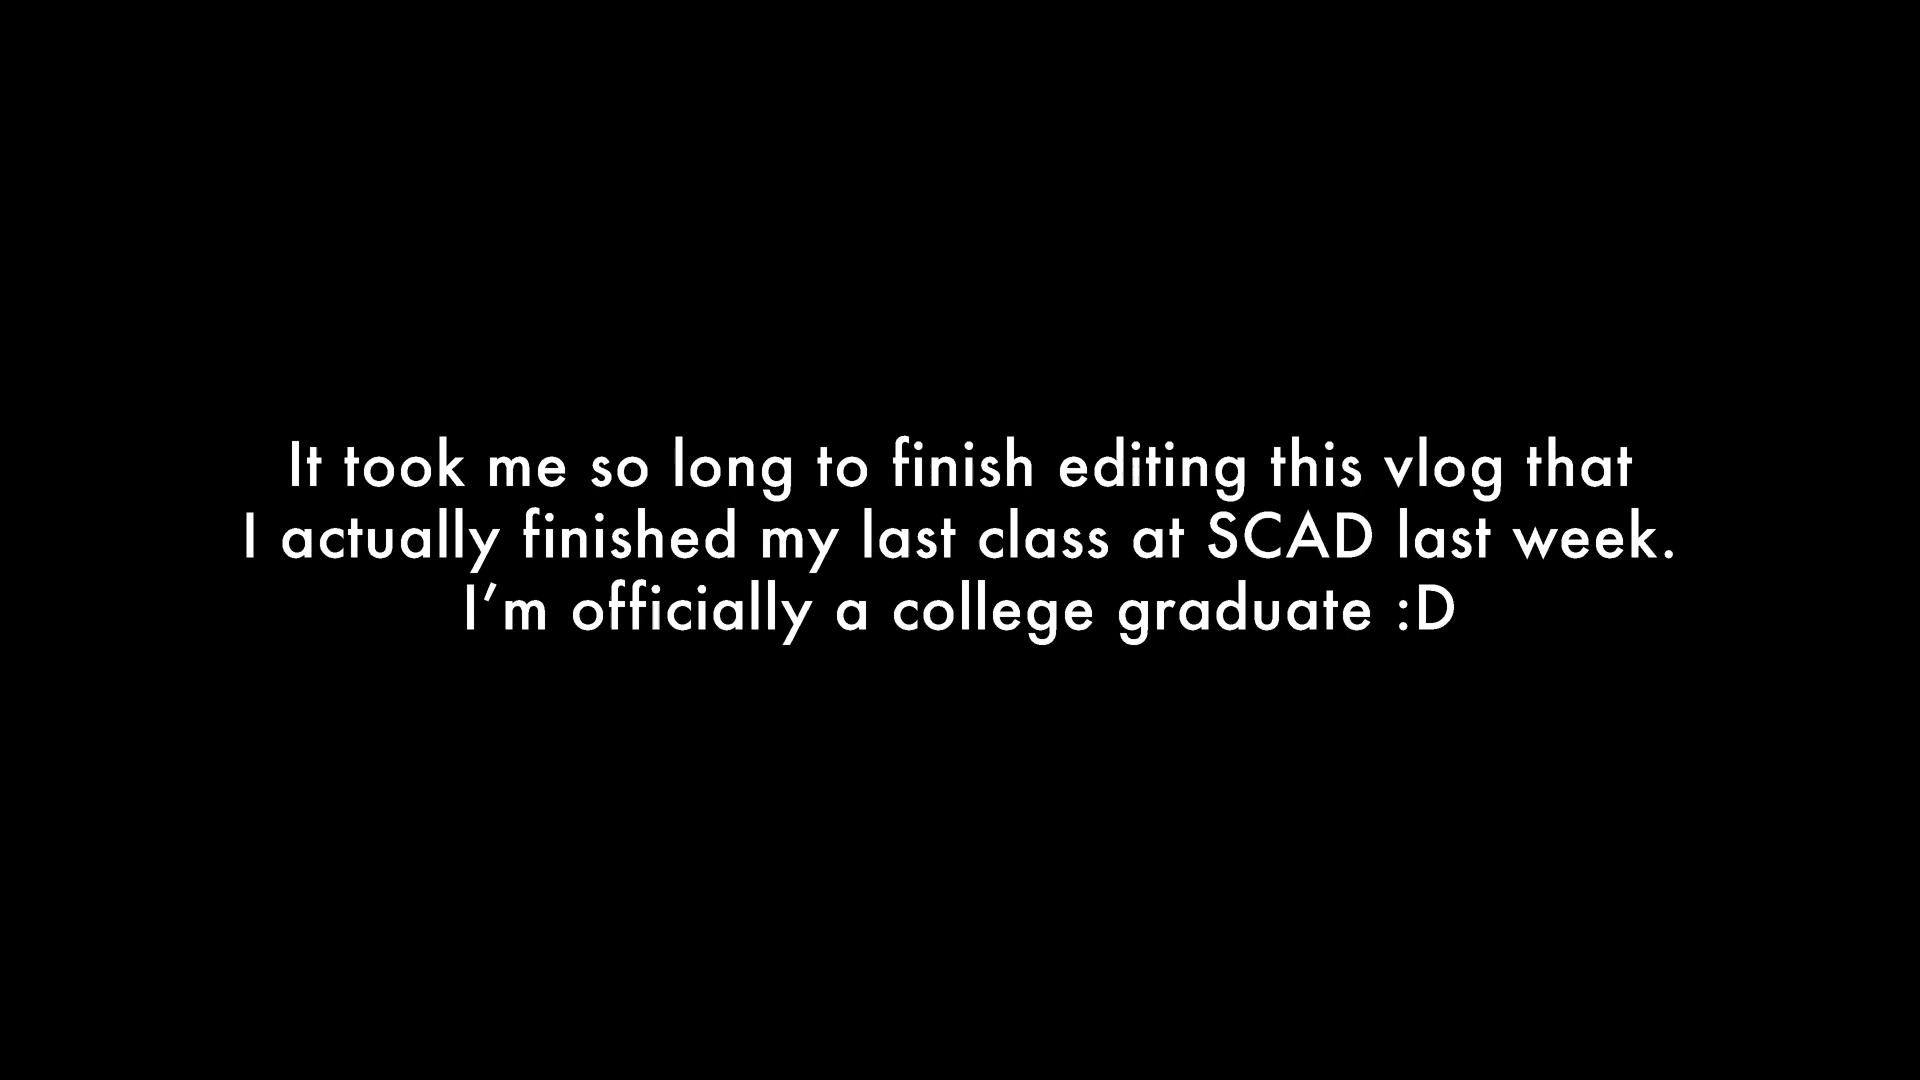 It took me so long to finish editing this vlog that
I actually finished my last class at SCAD last week.
I’m officially a college graduate :D